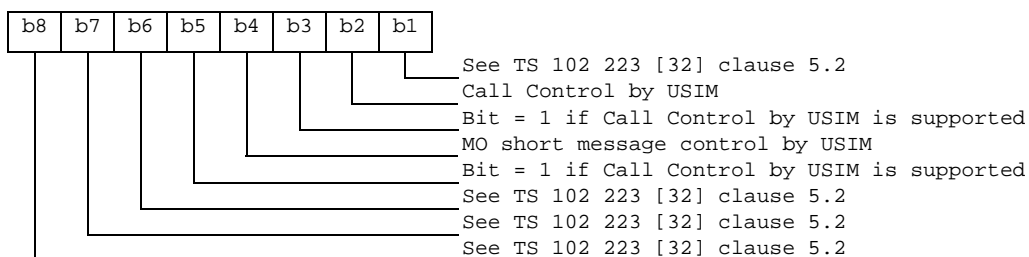 b8 b7 b6 b5 b4 b3 b2 b1
See TS 102 223 [32] clause 5.2
Call Control by USIM
Bit = 1 if Call Control by USIM is supported
MO short message control by USIM
Bit = 1 if Call Control by USIM is supported
See TS 102 223 [32] clause 5.2
See TS 102 223 [32] clause 5.2
See TS 102 223 [32] clause 5.2